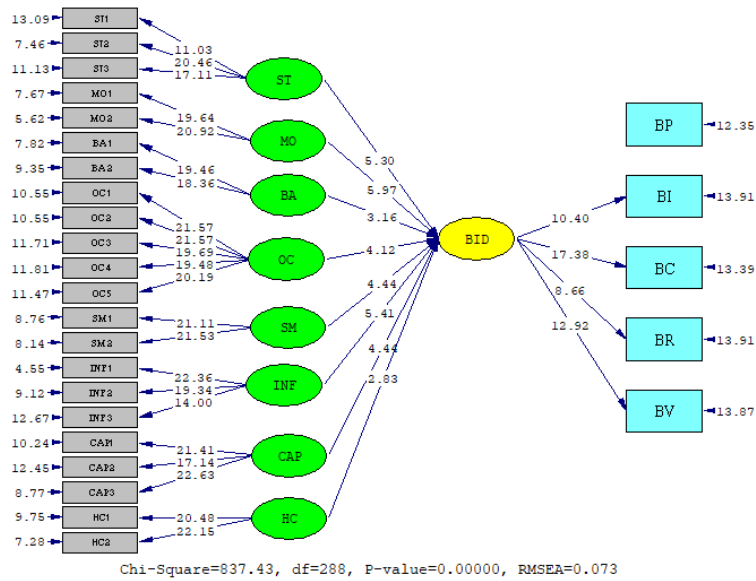 13.09 ST1
7.46 ST2
11.13 ST3
7.67 MO1
5.62 MO2
7.82 BA1
9.35 BA2
10.55 OC1
10.55 OC2
11.71 OC3
11.81 OC4
11.47 OC5
8.76 SM1
8.14 SM2
4.55 INF1
9.12 INF2
12.67 INF3
10.24 CAP1
12.45 CAP2
8.77 CAP3
9.75 HC1
7.28 HC2
11.03
20.46
17.11
19.64
20.92
19.46
18.36
21.57
21.57
19.69
19.48
20.19
21.11
21.53
22.36
19.34
14.00
21.41
17.14
22.63
20.48
22.15
ST
MO
BA
OC
SM
INF
CAP
HC
5.30
5.97
3.16
4.12
4.44
5.41
4.44
2.83
BID
10.40
17.38
8.66
12.92
BP 12.35
BI 13.91
BC 13.39
BR 13.91
BV 13.87
Chi-Square=837.43, df=288, P-value=0.00000, RMSEA=0.073